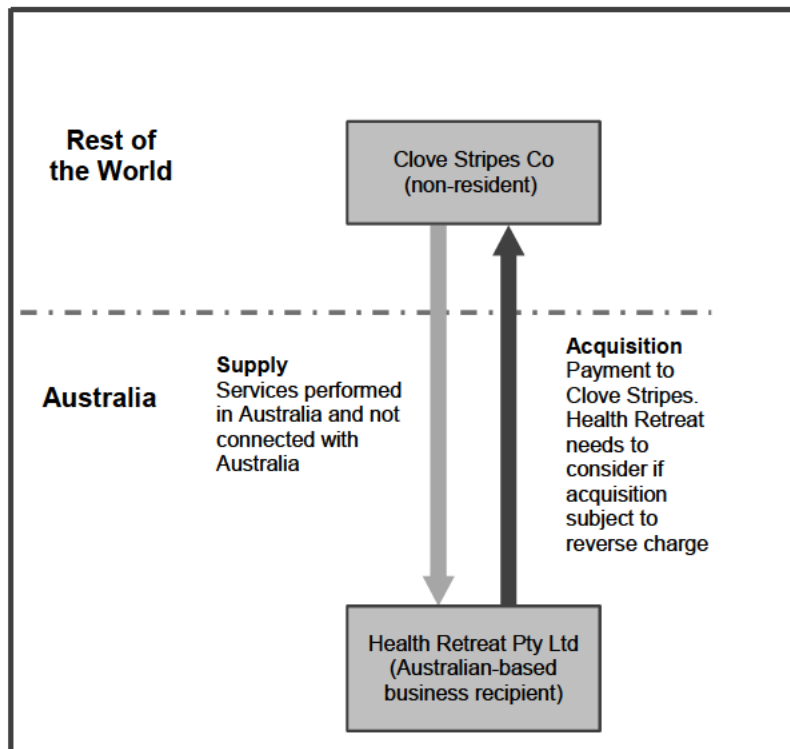 Rest of
the World
Clove Stripes Co
(non-resident)
Australia
Supply
Services performed
in Australia and not
connected with
Australia
Acquisition
Payment to
Clove Stripes.
Health Retreat
needs to
consider if
acquisition
subject to
reverse charge
Health Retreat Pty Ltd
(Australian-based
business recipient)